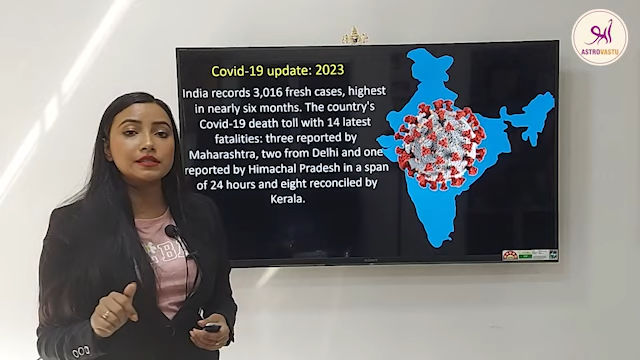 ASTROVASTU
Covid-19 update: 2023
India records 3,016 fresh cases, highest
in nearly six months. The country's
Covid-19 death toll with 14 latest
fatalities: three reported by
Maharashtra, two from Delhi and one
reported by Himachal Pradesh in a span
of 24 hours and eight reconciled by
Kerala.